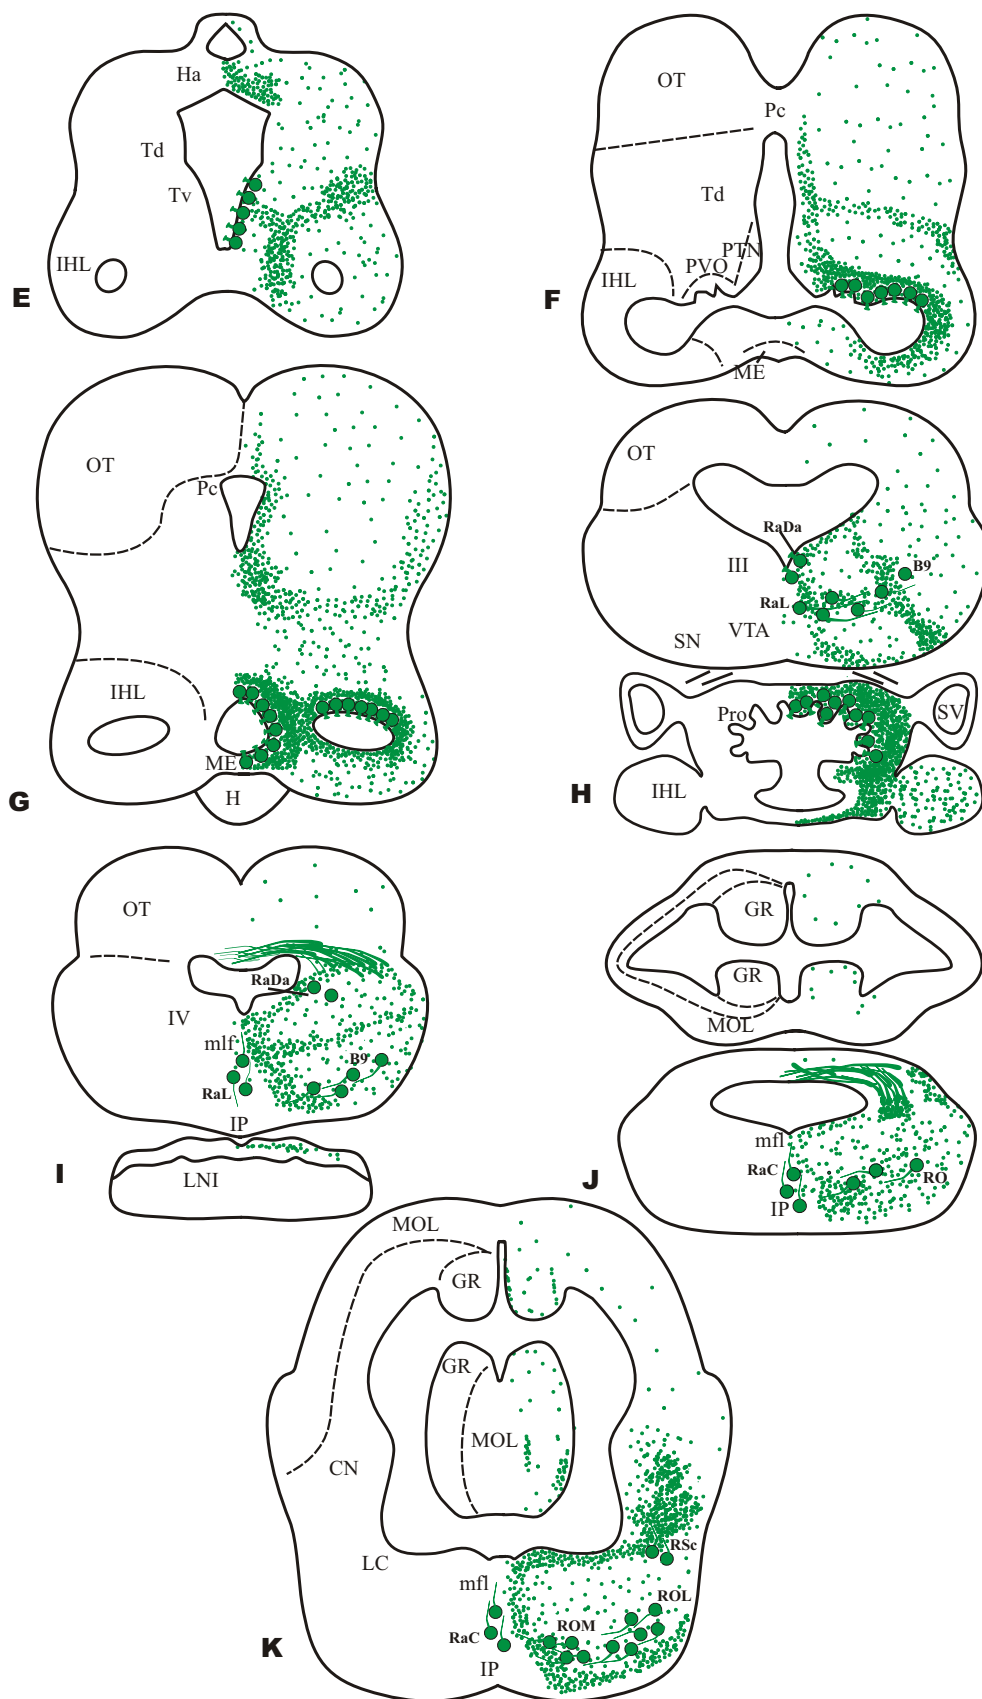 Ha
Td
Tv
IHL
E
OT
Pc
Td
PTN
PVO
IHL
ME
F
OT
Pc
IHL
ME
H
G
OT
RaDa
III
B9
RaL
VTA
SN
Pro
SV
IHL
H
OT
RaDa
IV
mlf
B9
RaL
IP
LNI
I
GR
GR
MOL
mfl
RaC
RO
IP
J
MOL
GR
GR
MOL
CN
LC
RSc
mfl
ROL
ROM
RaC
IP
K